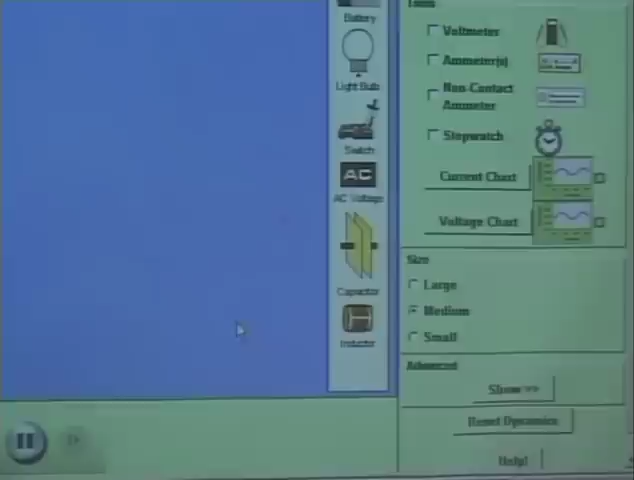 Battery
Light Bulb
Switch
AC
AC Voltage
Capacitor
Inductor
Tools
Voltmeter
Ammeter(s)
Non-Contact
Ammeter
Stopwatch
Current Chart
Voltage Chart
Size
Large
Medium
Small
Advanced
Show >>
Reset Dynamics
Help!